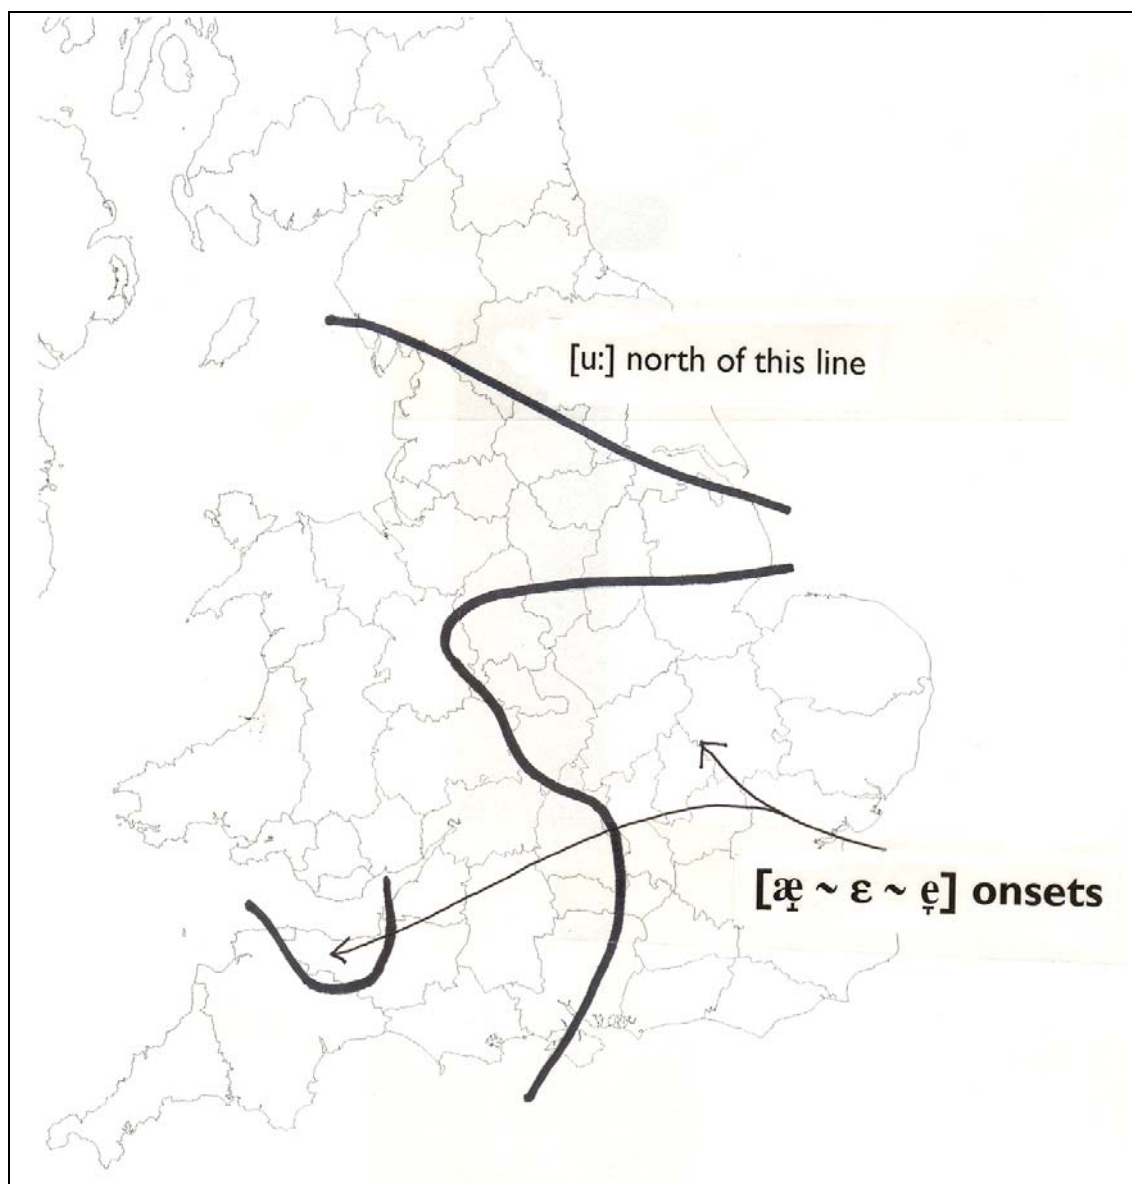 [u:] north of this line
[æ̞ ~ ɛ ~ e̞] onsets